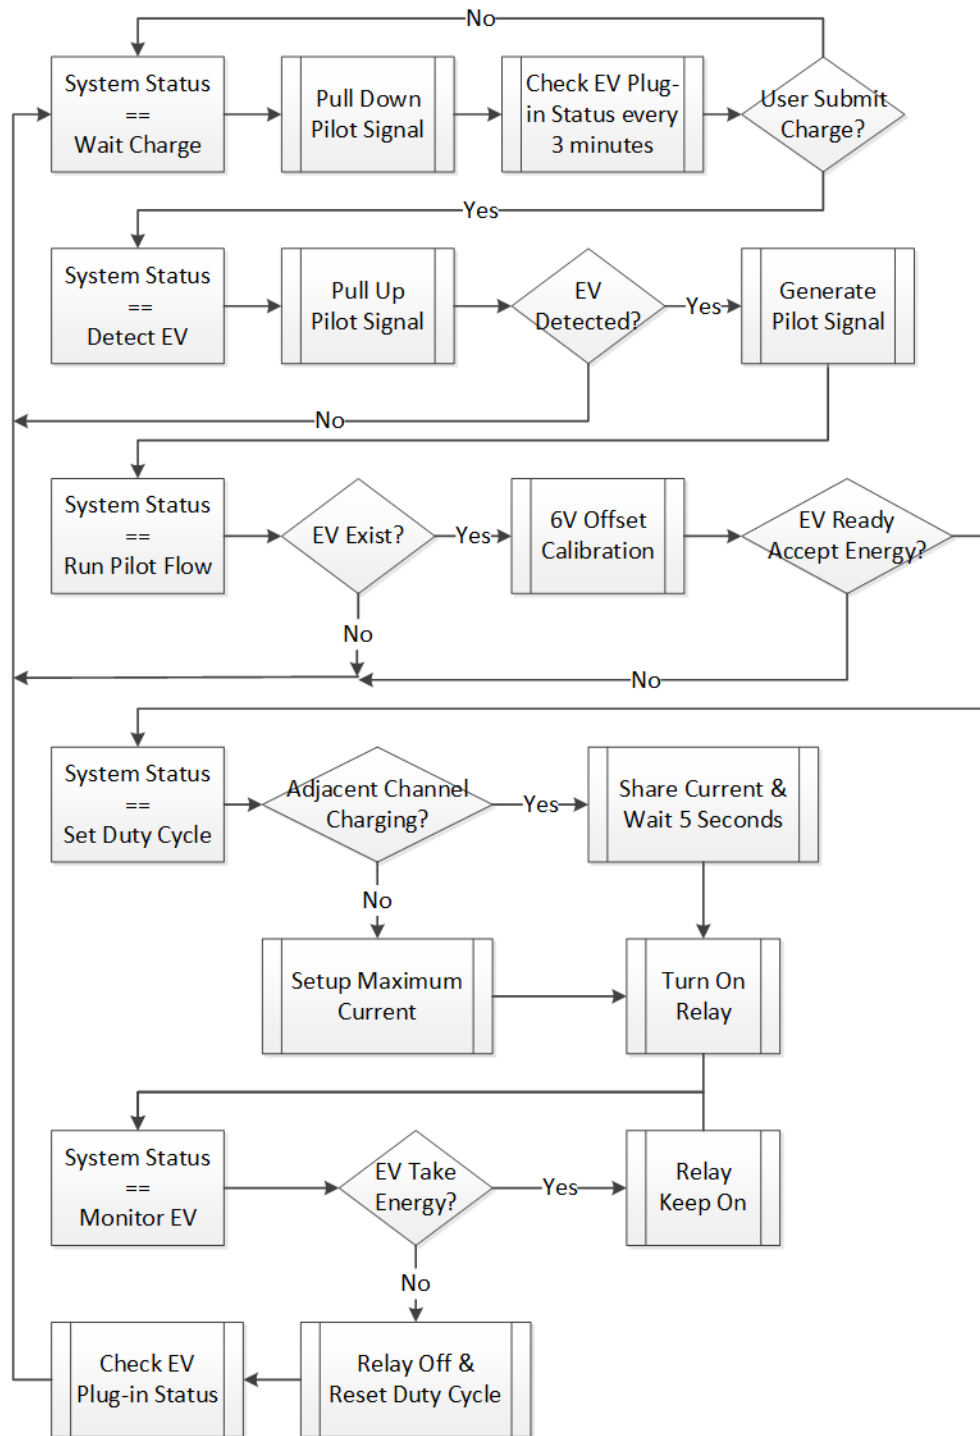 No
System Status
==
Wait Charge
Pull Down
Pilot Signal
Check EV Plug-
in Status every
3 minutes
User Submit
Charge?
Yes
System Status
==
Detect EV
Pull Up
Pilot Signal
EV
Detected?
Yes
Generate
Pilot Signal
No
System Status
==
Run Pilot Flow
EV Exist?
Yes
6V Offset
Calibration
EV Ready
Accept Energy?
No
No
System Status
==
Set Duty Cycle
Adjacent Channel
Charging?
Yes
Share Current &
Wait 5 Seconds
No
Setup Maximum
Current
Turn On
Relay
System Status
==
Monitor EV
EV Take
Energy?
Yes
Relay
Keep On
No
Check EV
Plug-in Status
Relay Off &
Reset Duty Cycle